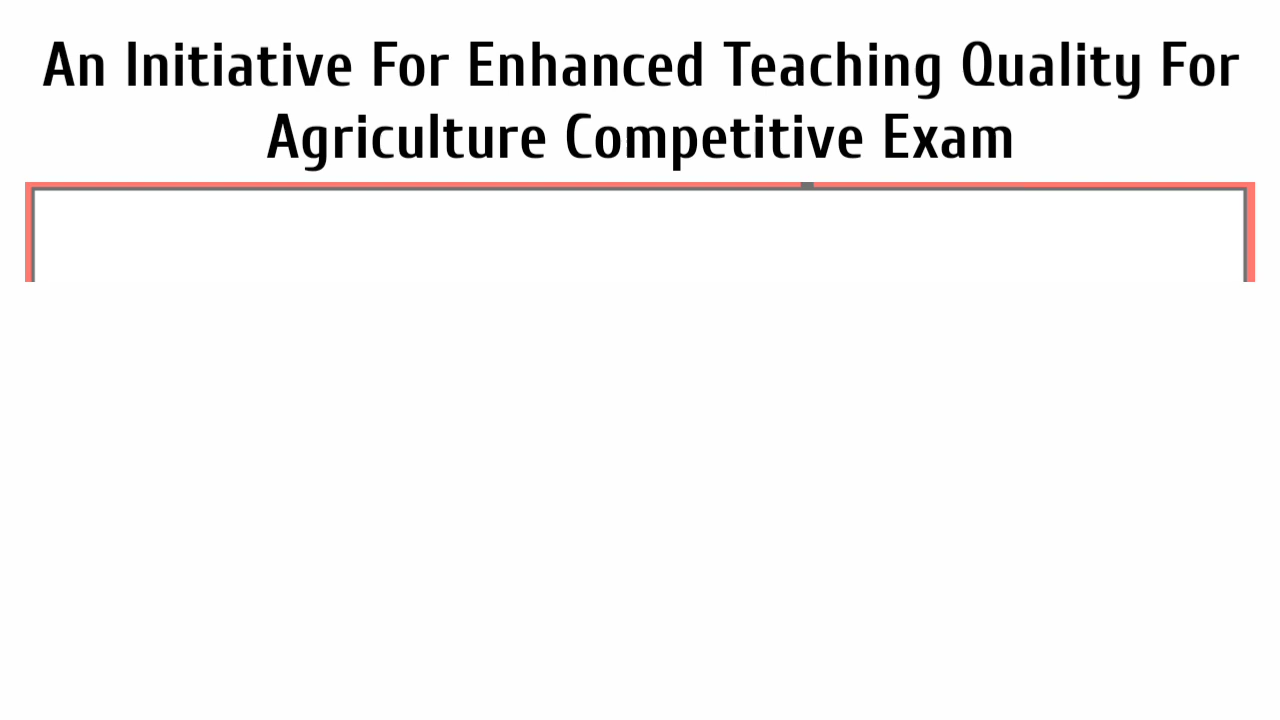 An Initiative For Enhanced Teaching Quality For
Agriculture Competitive Exam